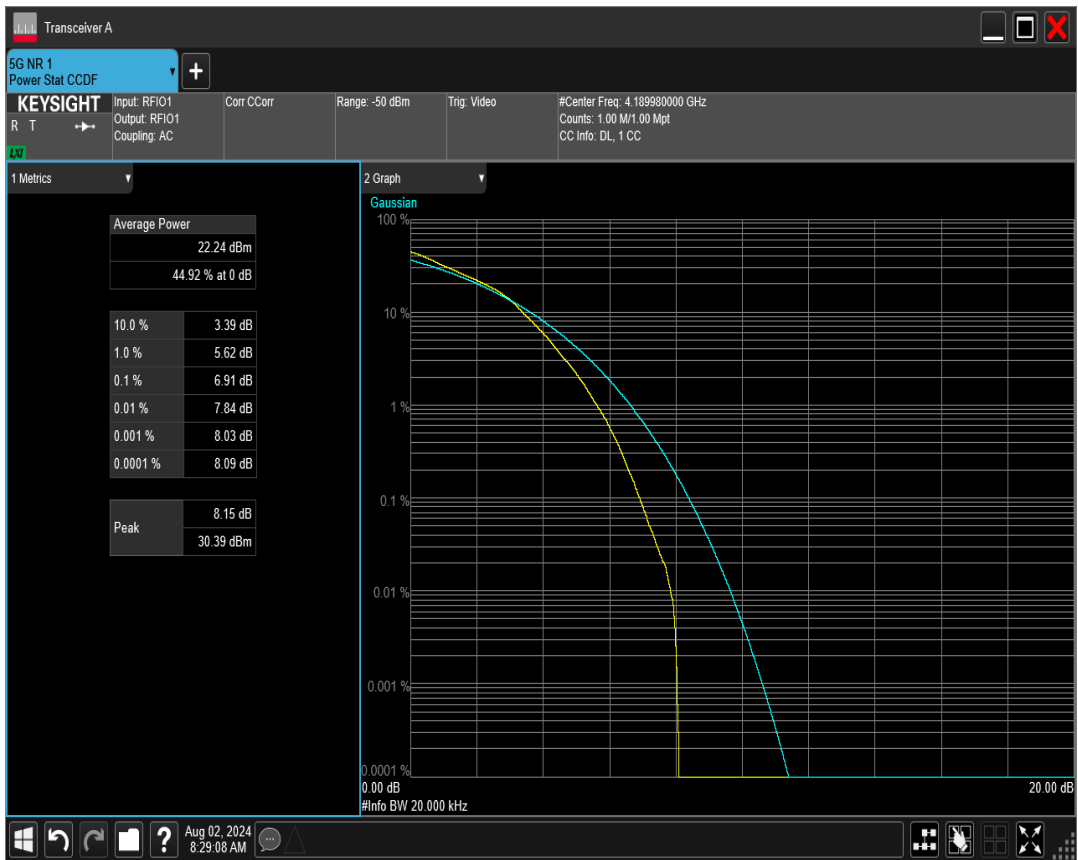 Transceiver A
5G NR 1
Power Stat CCDF
KEYSIGHT
R T
LXI
Input: RFIO1
Output: RFIO1
Coupling: AC
Corr CCorr
Range: -50 dBm
Trig: Video
#Center Freq: 4.189980000 GHz
Counts: 1.00 M/1.00 Mpt
CC Info: DL, 1 CC
1 Metrics
Average Power
22.24 dBm
44.92 % at 0 dB
10.0 % 3.39 dB
1.0 % 5.62 dB
0.1 % 6.91 dB
0.01 % 7.84 dB
0.001 % 8.03 dB
0.0001 % 8.09 dB
Peak
8.15 dB
30.39 dBm
2 Graph
Gaussian
100 %
10 %
1 %
0.1 %
0.01 %
0.001 %
0.0001 %
0.00 dB
20.00 dB
#Info BW 20.000 kHz
?
Aug 02, 2024
8:29:08 AM